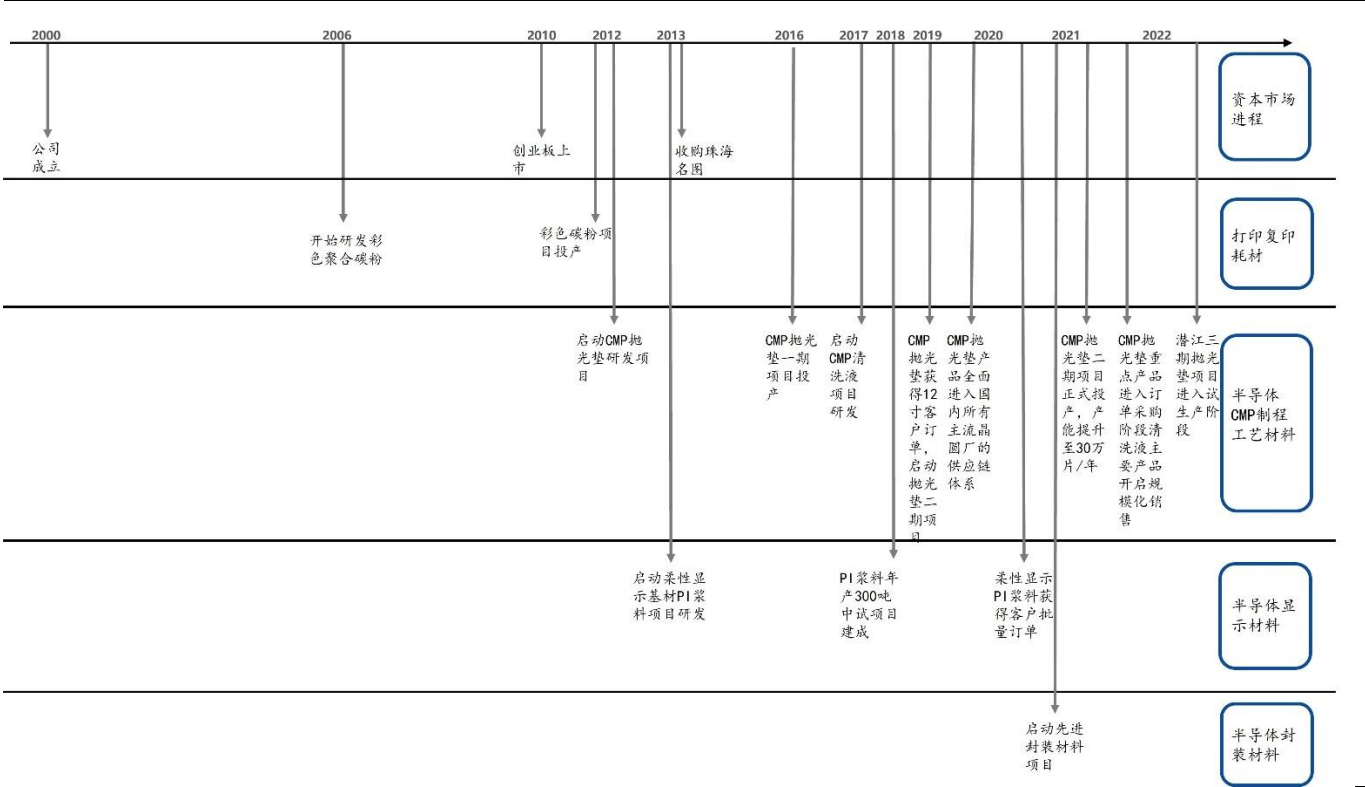 2000
2006
2010
2012
2013
2016
2017
2018
2019
2020
2021
2022
公司
成立
创业板上
市
收购珠海
名图
资本市场
进程
开始研发彩
色聚合碳粉
彩色碳粉项
目投产
打印复印
耗材
启动CMP抛
光垫研发项
目
CMP抛光
垫一期
项目投
产
启动
CMP清
洗液
项目
研发
CMP
抛光
垫获
得12
寸客
户订
单,
启动
抛光
垫二
期项
目
CMP抛
光垫产
品全面
进入国
内所有
主流晶
圆厂的
供应链
体系
CMP抛
光垫二
期项目
正式投
产,产
能提升
至30万
片/年
CMP抛
光垫重
点产品
进入订
单采购
阶段清
洗液主
要产品
开启规
模化销
售
潜江三
期抛光
垫项目
进入试
生产阶
段
半导体
CMP制程
工艺材料
启动柔性显
示基材PI浆
料项目研发
PI浆料年
产300吨
中试项目
建成
柔性显示
PI浆料获
得客户批
量订单
半导体显
示材料
启动先进
封装材料
项目
半导体封
装材料